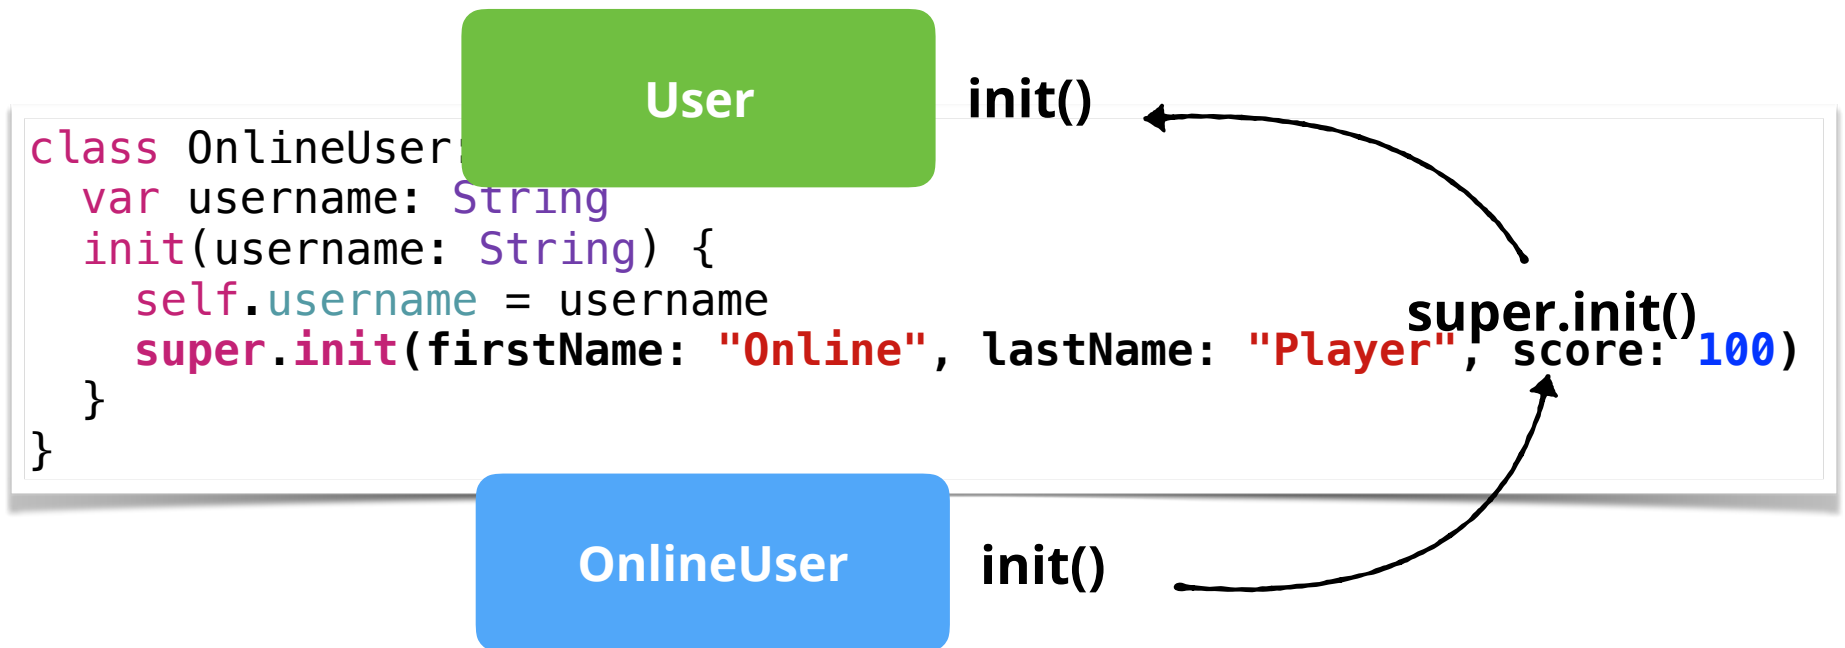 User
init()
class OnlineUser:
var username: String
init(username: String) {
self.username = username
super.init()
super.init(firstName: "Online", lastName: "Player", score: 100)
}
}
OnlineUser
init()